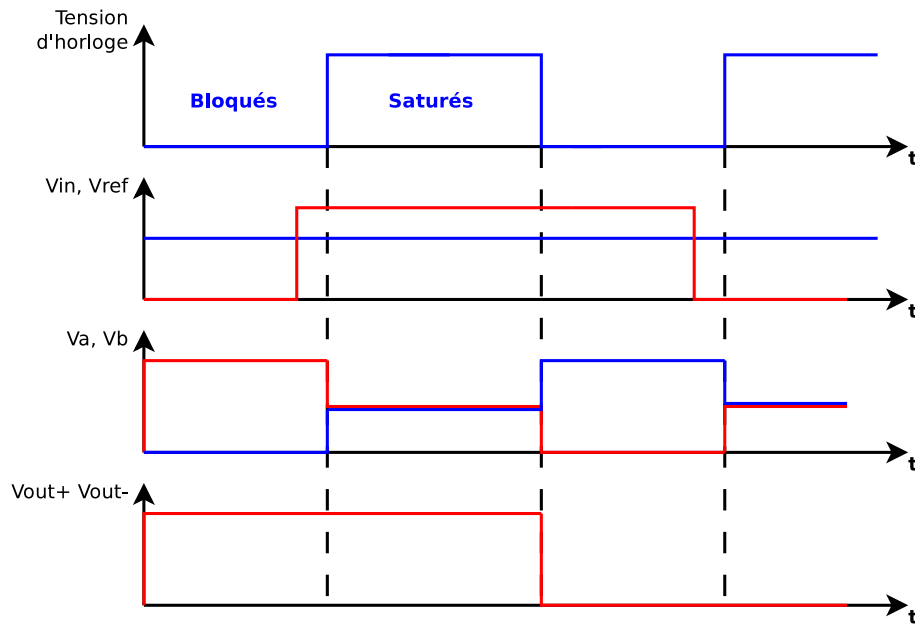 Tension
d'horloge
Bloqués
Saturés
t
Vin, Vref
t
Va, Vb
t
Vout+ Vout-
t